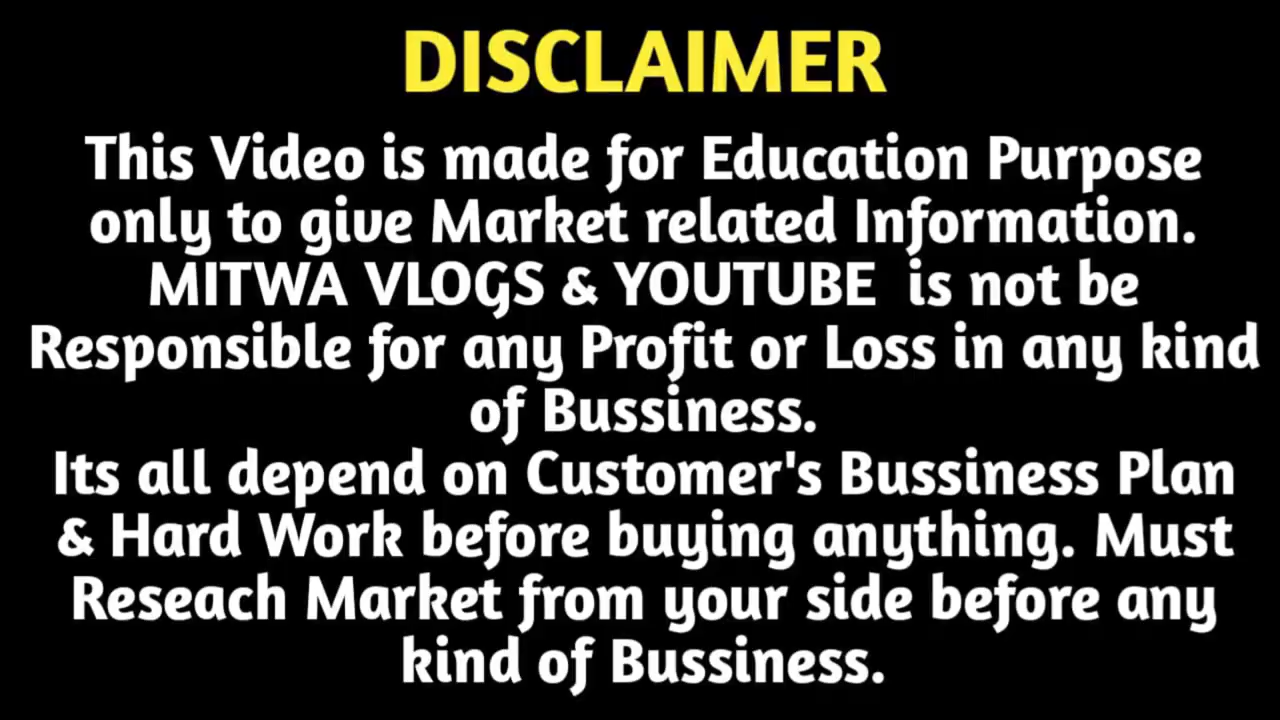 DISCLAIMER
This Video is made for Education Purpose
only to give Market related Information.
MITWA VLOGS & YOUTUBE is not be
Responsible for any Profit or Loss in any kind
of Bussiness.
Its all depend on Customer's Bussiness Plan
& Hard Work before buying anything. Must
Reseach Market from your side before any
kind of Bussiness.